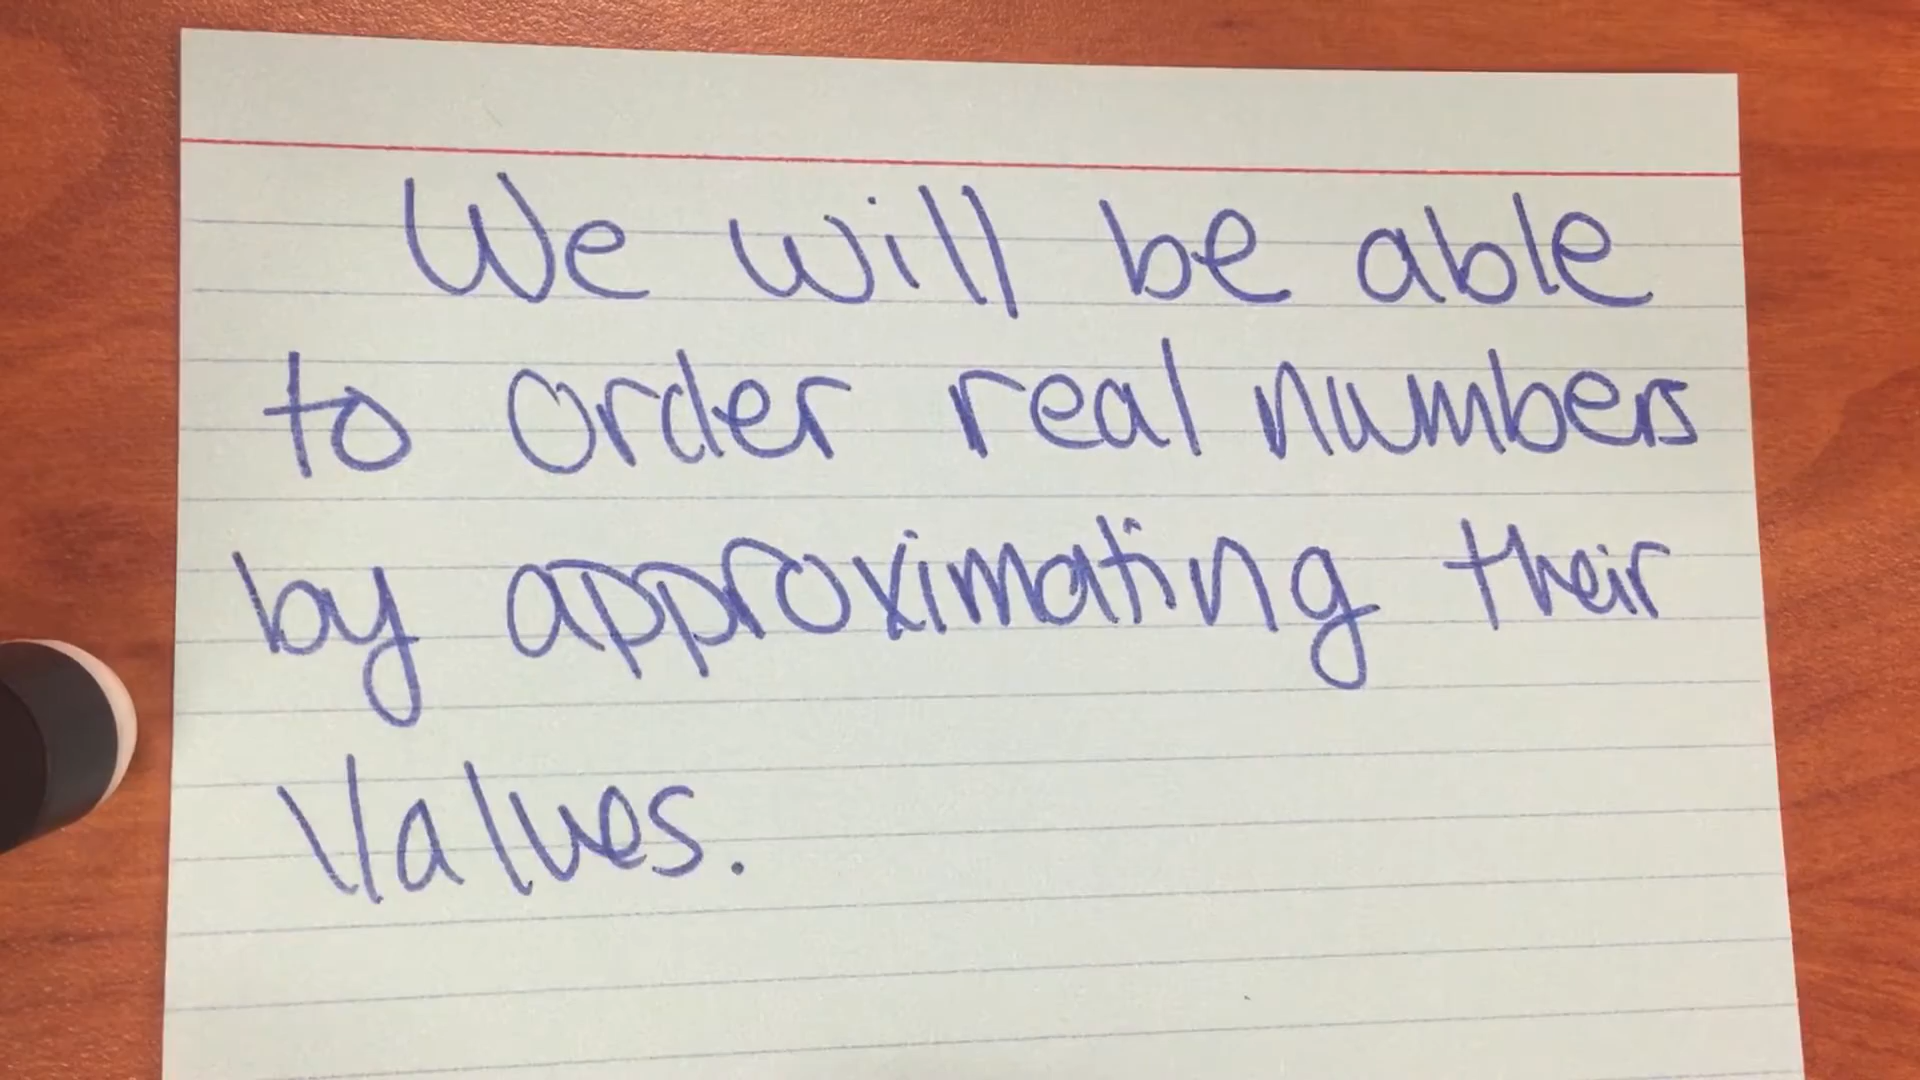 We will be able
to order real numbers
by approximating their
Values.